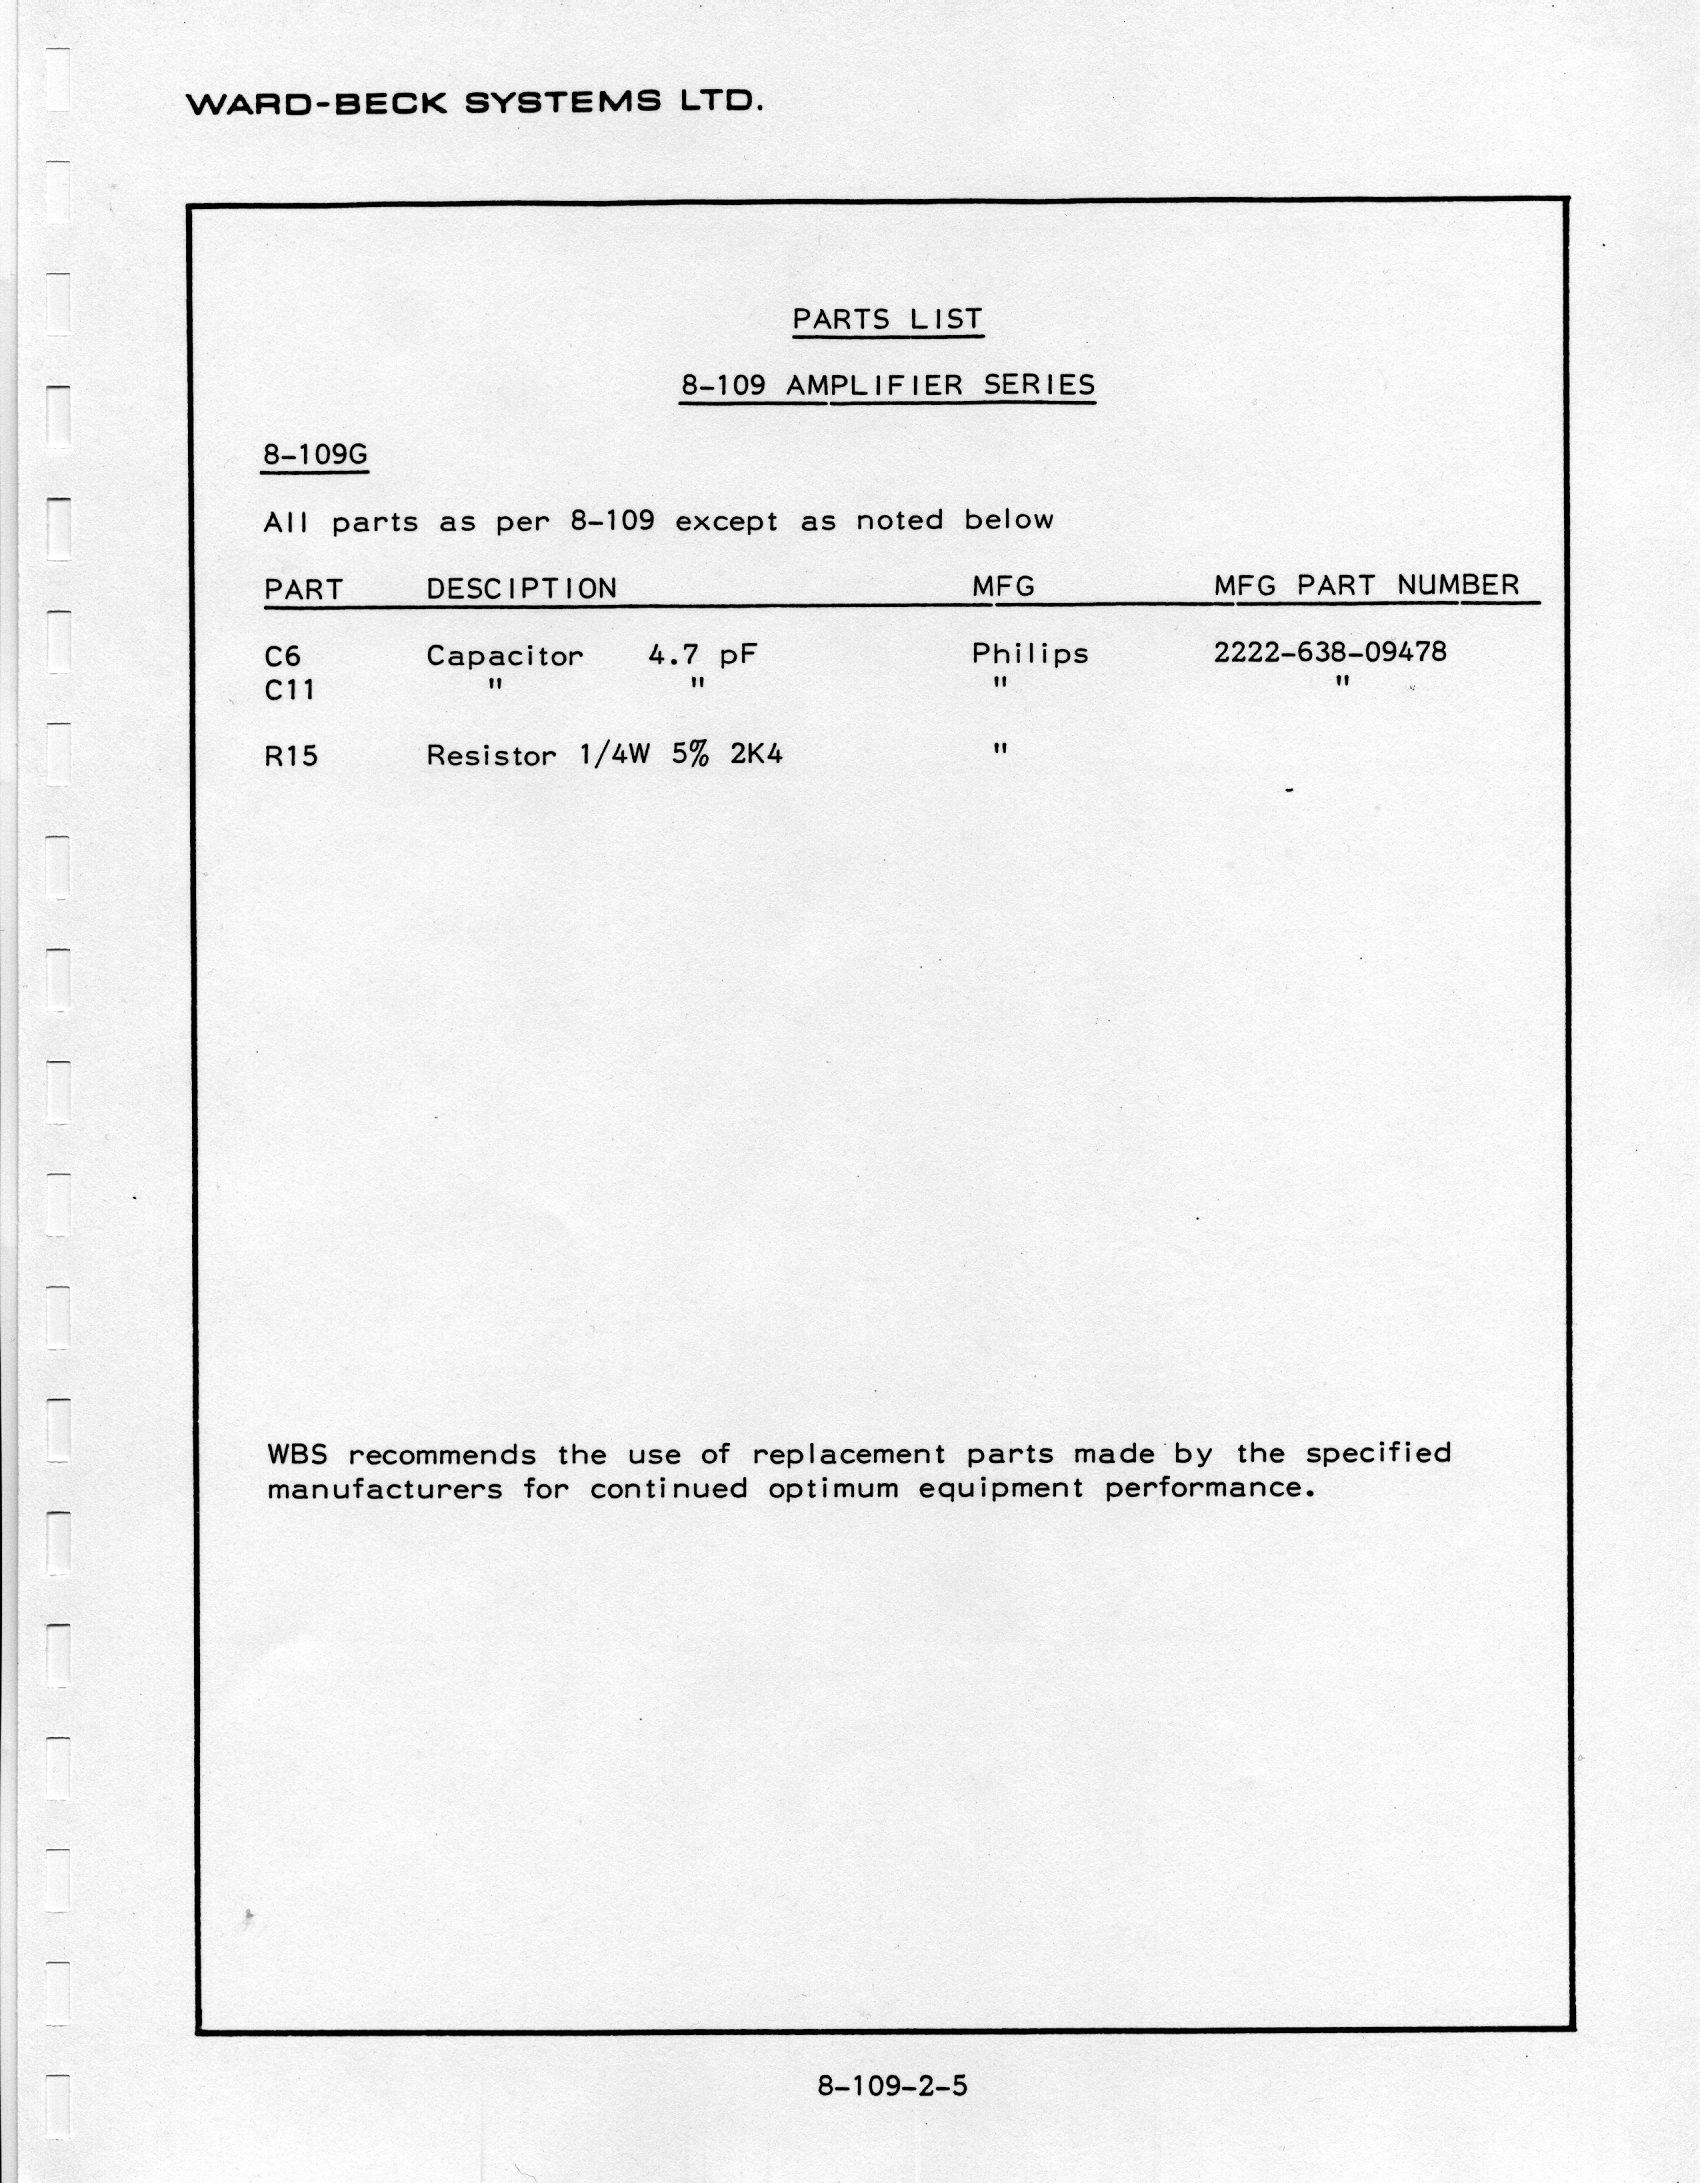 WARD-BECK SYSTEMS LTD.
PARTS LIST
8-109 AMPLIFIER SERIES
8-109G
All parts as per 8-109 except as noted below
PART DESCIPTION MFG MFG PART NUMBER
C6 Capacitor 4.7 pF Philips 2222-638-09478
C11 " " " "
R15 Resistor 1/4W 5% 2K4 "
WBS recommends the use of replacement parts made by the specified
manufacturers for continued optimum equipment performance.
8-109-2-5